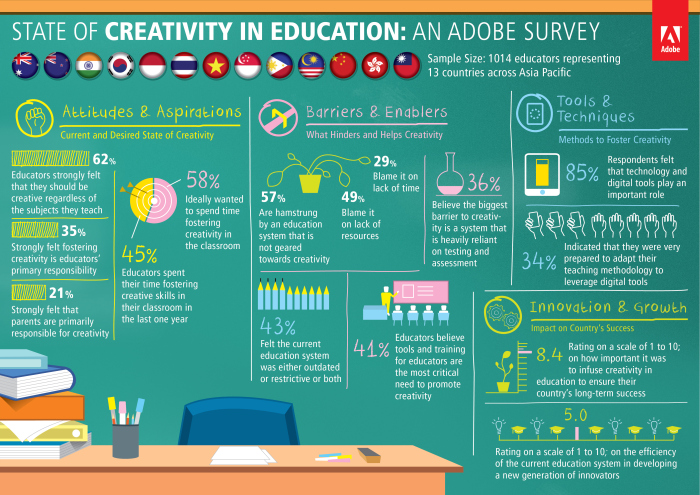 STATE OF CREATIVITY IN EDUCATION: AN ADOBE SURVEY
Adobe
Sample Size: 1014 educators representing
13 countries across Asia Pacific
Attitudes & Aspirations
Current and Desired State of Creativity
62%
Educators strongly felt
that they should be
creative regardless of
the subjects they teach
35%
Strongly felt fostering
creativity is educators'
primary responsibility
21%
Strongly felt that
parents are primarily
responsible for creativity
58%
Ideally wanted
to spend time
fostering
creativity in
the classroom
45%
Educators spent
their time fostering
creative skills in
their classroom in
the last one year
Barriers & Enablers
What Hinders and Helps Creativity
57%
Are hamstrung
by an education
system that is
not geared
towards creativity
29%
Blame it on
lack of time
49%
Blame it
on lack of
resources
36%
Believe the biggest
barrier to creativ-
ity is a system that
is heavily reliant
on testing and
assessment
43%
Felt the current
education system
was either outdated
or restrictive or both
41%
Educators believe
tools and training
for educators are
the most critical
need to promote
creativity
Tools &
Techniques
Methods to Foster Creativity
85%
Respondents felt
that technology and
digital tools play an
important role
34%
Indicated that they were very
prepared to adapt their
teaching methodology to
leverage digital tools
Innovation & Growth
Impact on Country's Success
8.4
Rating on a scale of 1 to 10;
on how important it was
to infuse creativity in
education to ensure their
country's long-term success
5.0
Rating on a scale of 1 to 10; on the efficiency
of the current education system in developing
a new generation of innovators